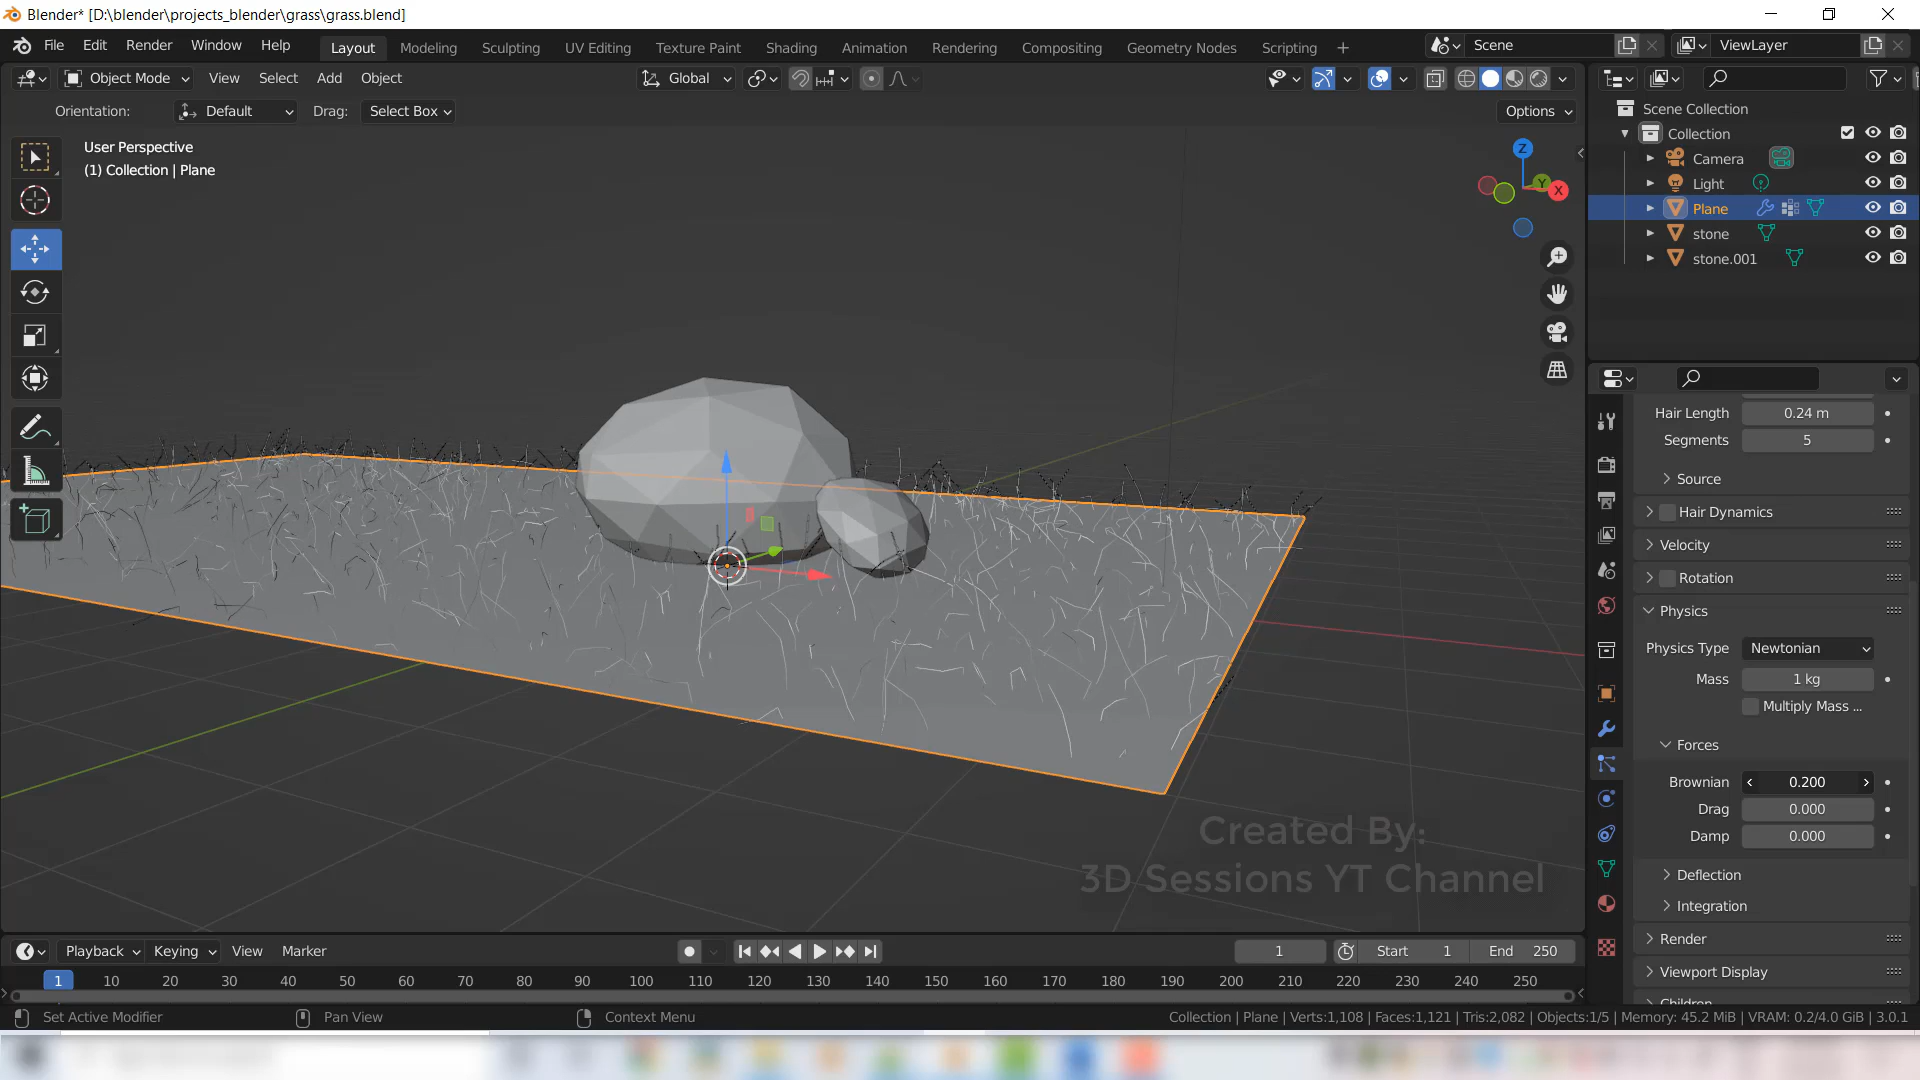 Blender* [D:\blender\projects_blender\grass\grass.blend]
File Edit Render Window Help
Layout Modeling Sculpting UV Editing Texture Paint Shading Animation Rendering Compositing Geometry Nodes Scripting +
Scene ViewLayer
Object Mode View Select Add Object Global
Orientation: Default Drag: Select Box Options
User Perspective
(1) Collection | Plane
Z
Y
X
Scene Collection
Collection
Camera
Light
Plane
stone
stone.001
Hair Length 0.24 m
Segments 5
Source
Hair Dynamics
Velocity
Rotation
Physics
Physics Type Newtonian
Mass 1 kg
Multiply Mass ...
Forces
Brownian 0.200
Drag 0.000
Damp 0.000
Deflection
Integration
Render
Viewport Display
Children
Created By:
3D Sessions YT Channel
Playback Keying View Marker 1 Start 1 End 250
1 10 20 30 40 50 60 70 80 90 100 110 120 130 140 150 160 170 180 190 200 210 220 230 240 250
Set Active Modifier Pan View Context Menu Collection | Plane | Verts:1,108 | Faces:1,121 | Tris:2,082 | Objects:1/5 | Memory: 45.2 MiB | VRAM: 0.2/4.0 GiB | 3.0.1